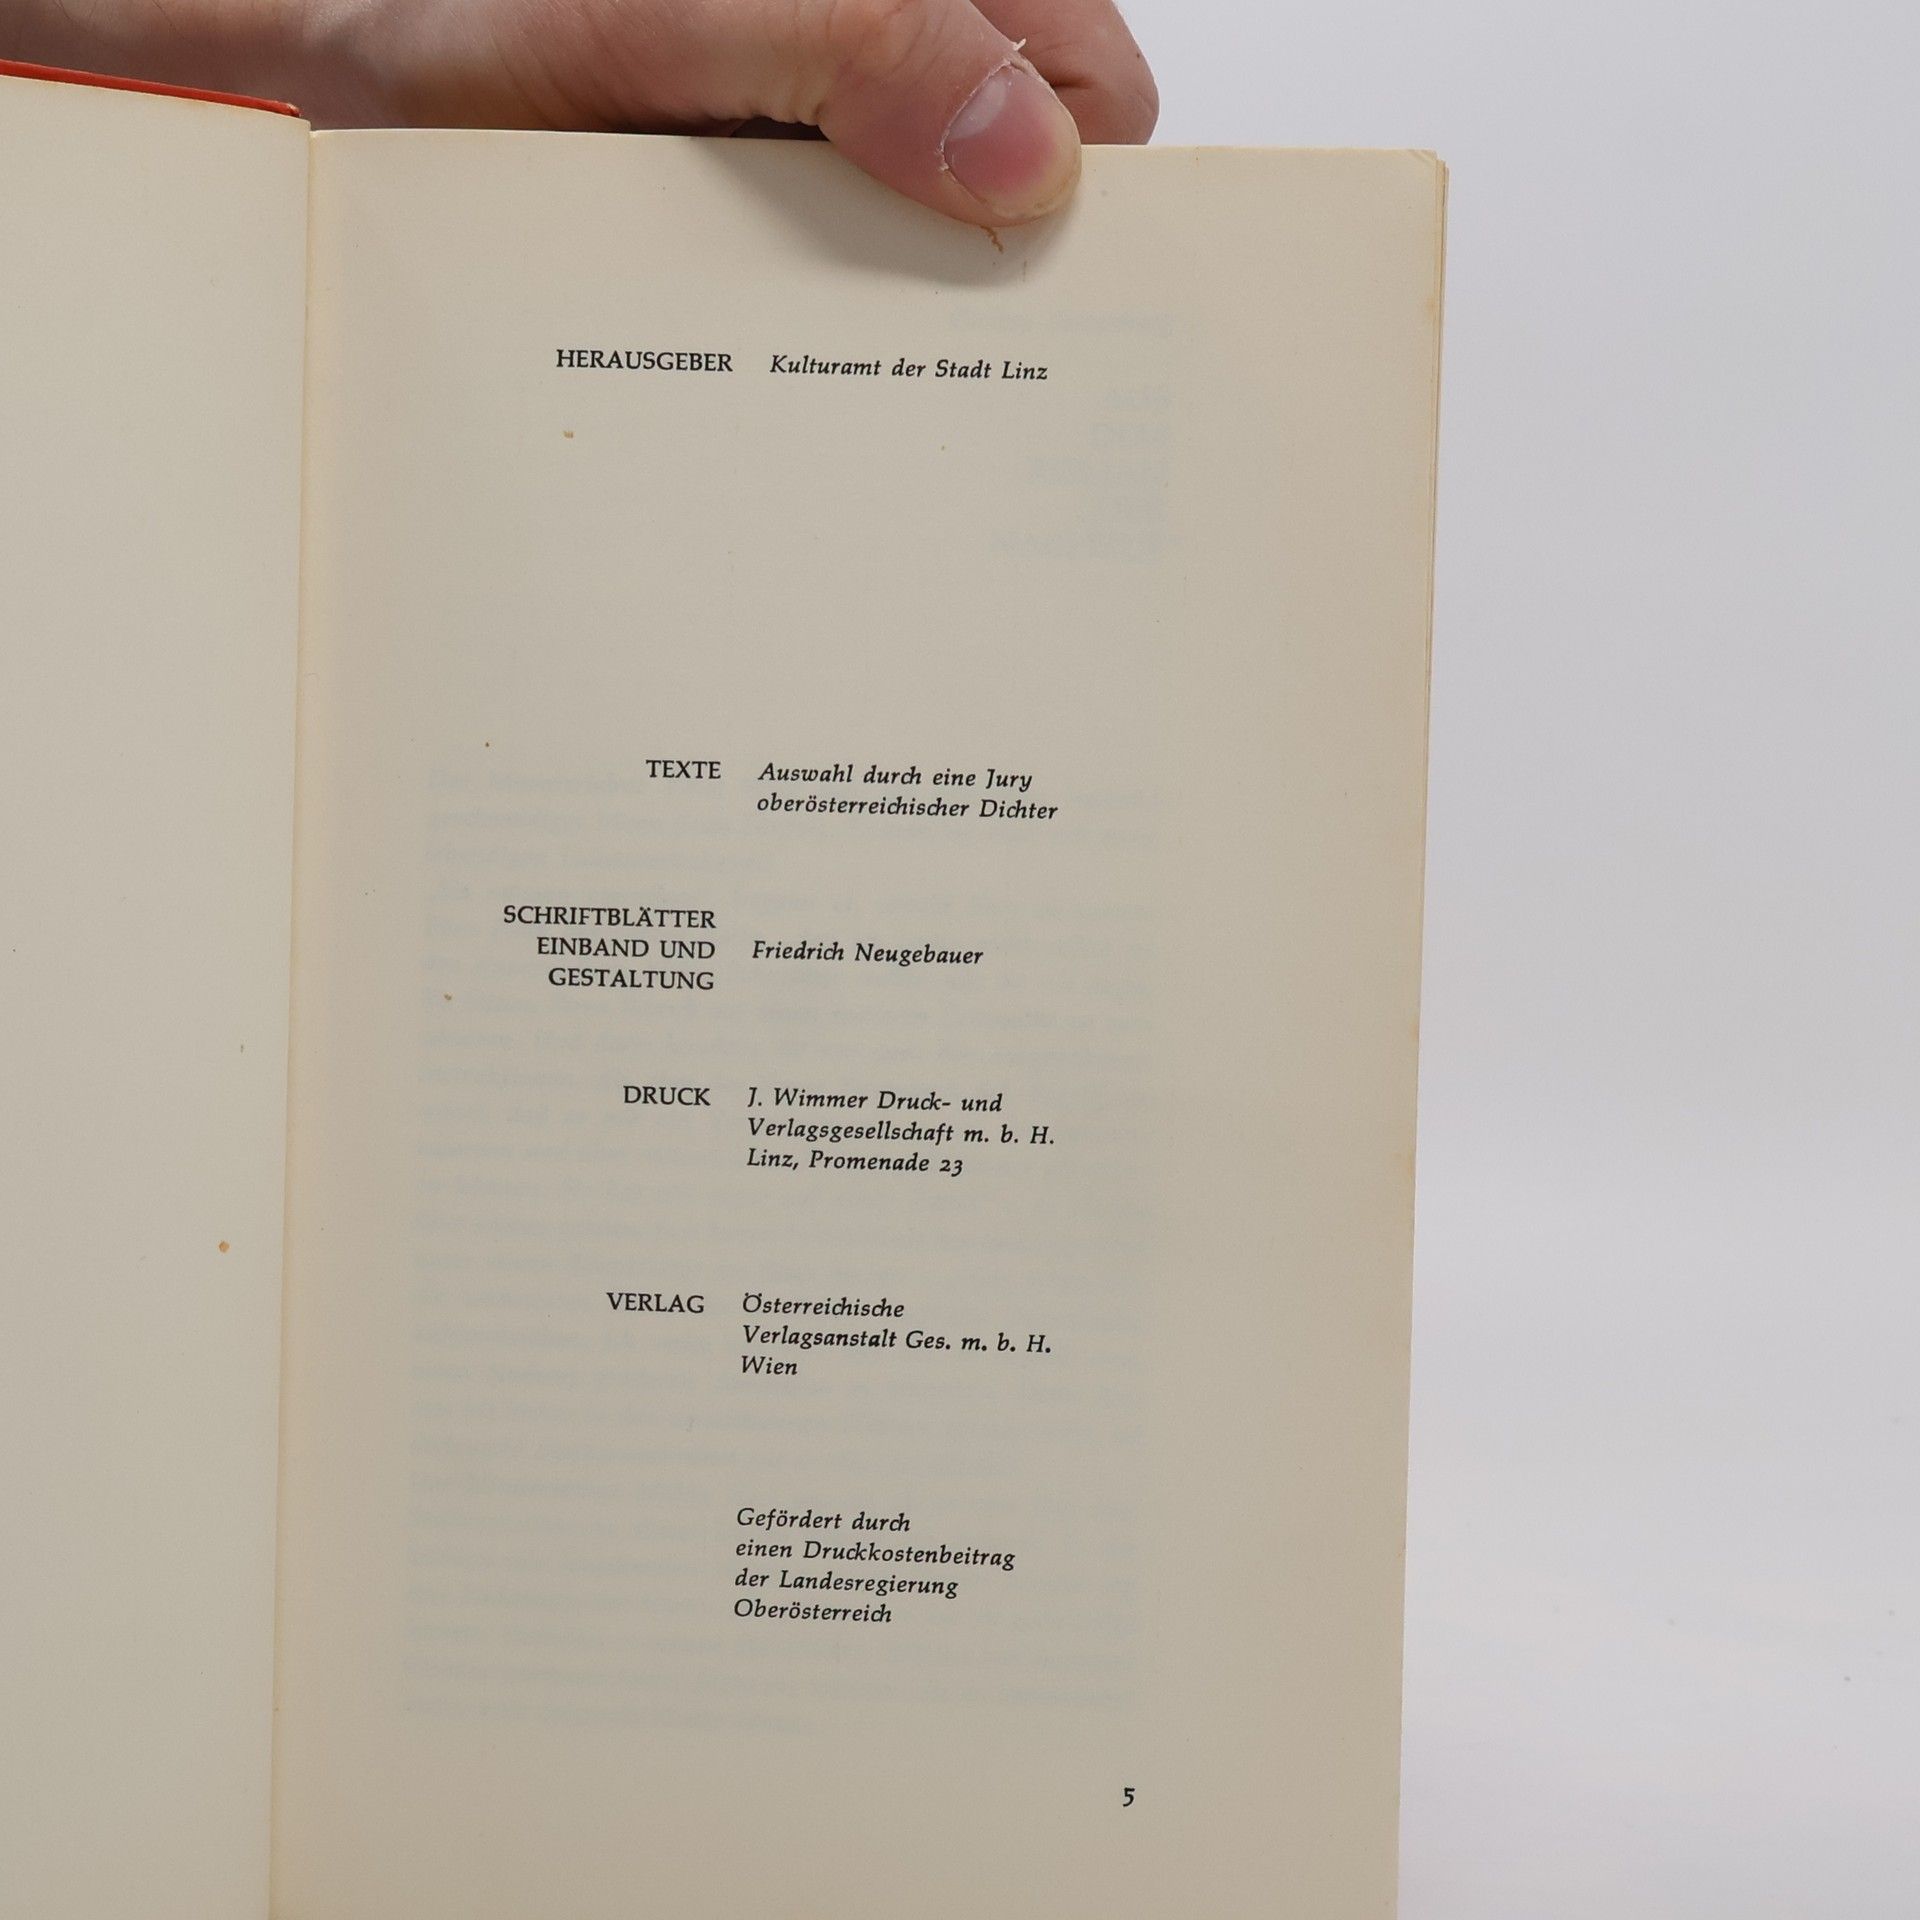 HERAUSGEBER Kulturamt der Stadt Linz
TEXTE Auswahl durch eine Jury
oberösterreichischer Dichter
SCHRIFTBLÄTTER
EINBAND UND Friedrich Neugebauer
GESTALTUNG
DRUCK J. Wimmer Druck- und
Verlagsgesellschaft m. b. H.
Linz, Promenade 23
VERLAG Österreichische
Verlagsanstalt Ges. m. b. H.
Wien
Gefördert durch
einen Druckkostenbeitrag
der Landesregierung
Oberösterreich
5